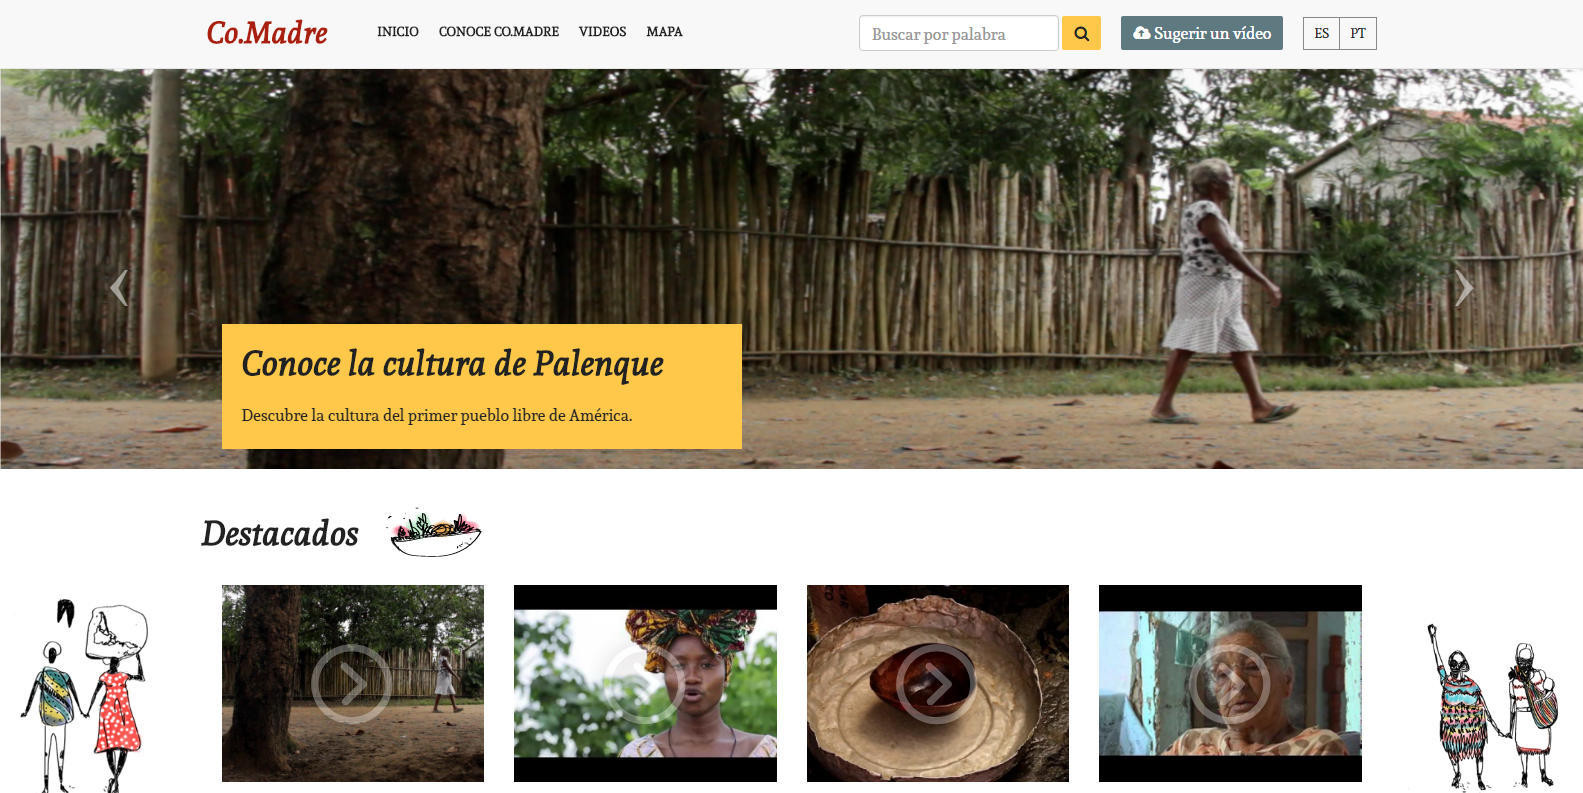 Co.Madre
INICIO CONOCE CO.MADRE VIDEOS MAPA
Buscar por palabra
Sugerir un vídeo
ES PT
Conoce la cultura de Palenque
Descubre la cultura del primer pueblo libre de América.
Destacados